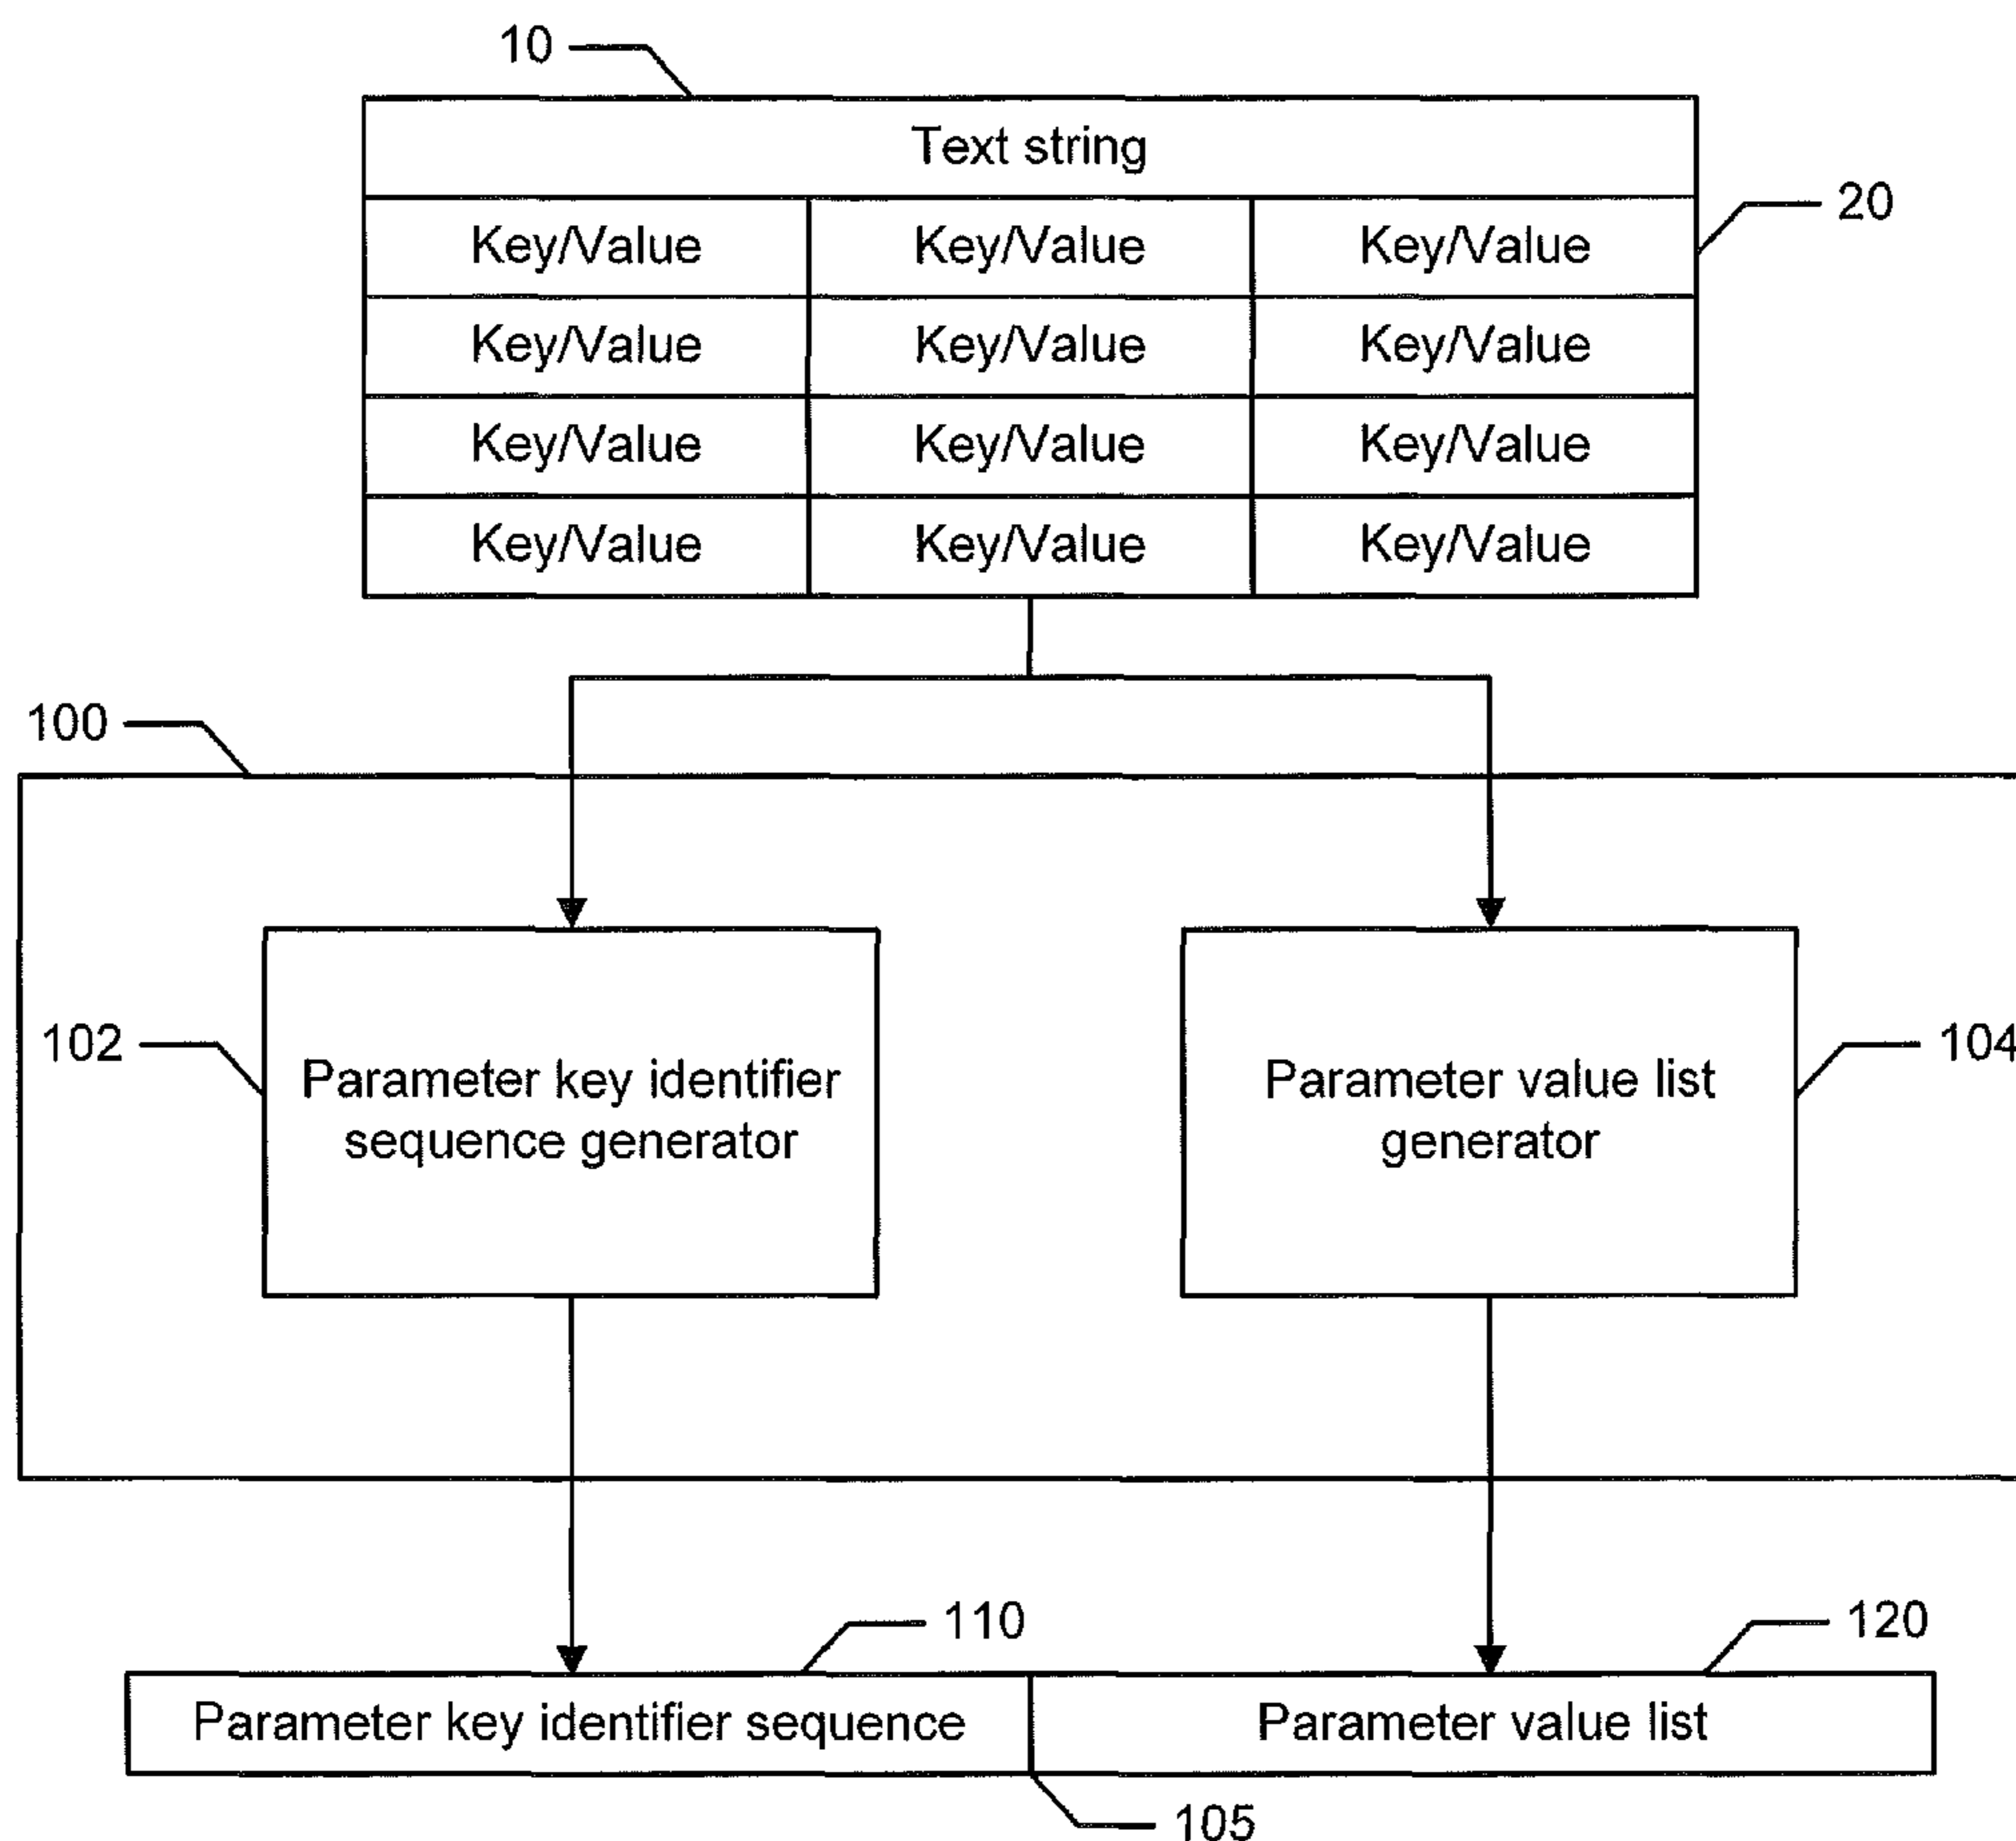 10
Text string
20
Key/Value Key/Value Key/Value
Key/Value Key/Value Key/Value
Key/Value Key/Value Key/Value
Key/Value Key/Value Key/Value
100
102
Parameter key identifier
sequence generator
Parameter value list
generator
104
110
120
Parameter key identifier sequence
Parameter value list
105